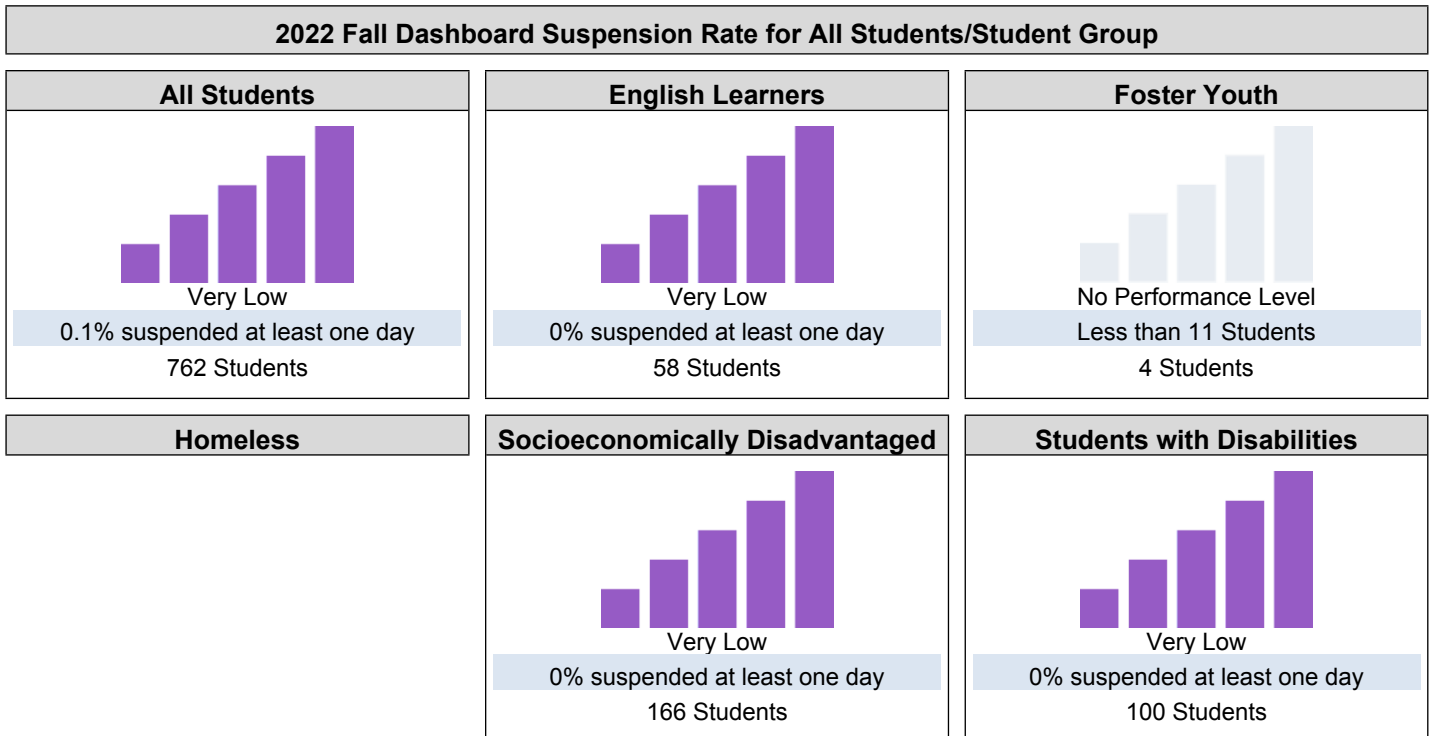 2022 Fall Dashboard Suspension Rate for All Students/Student Group
All Students
Very Low
0.1% suspended at least one day
762 Students
English Learners
Very Low
0% suspended at least one day
58 Students
Foster Youth
No Performance Level
Less than 11 Students
4 Students
Homeless
Socioeconomically Disadvantaged
Very Low
0% suspended at least one day
166 Students
Students with Disabilities
Very Low
0% suspended at least one day
100 Students